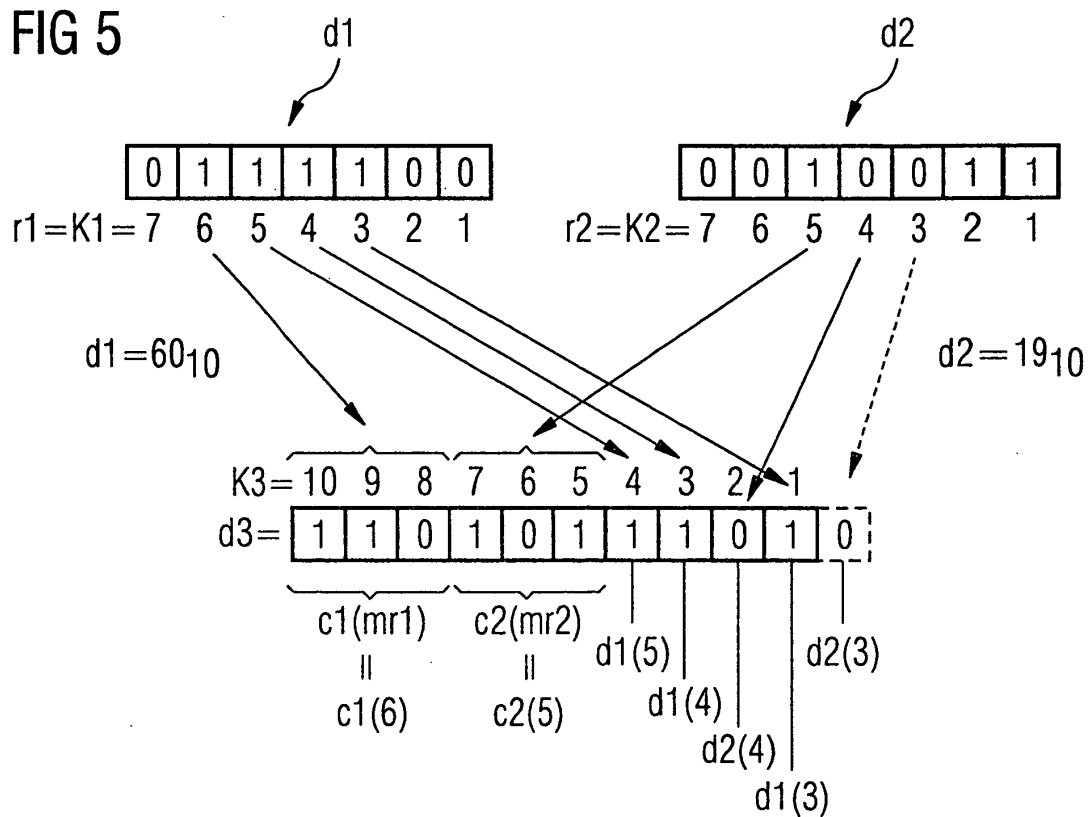 FIG 5
d1 d2
0 1 1 1 1 0 0 0 0 1 0 0 1 1
r1=K1=7 6 5 4 3 2 1 r2=K2=7 6 5 4 3 2 1
d1=60₁₀ d2=19₁₀
K3=10 9 8 7 6 5 4 3 2 1
d3= 1 1 0 1 0 1 1 1 0 1 0
c1(mr1) c2(mr2) d1(5) d2(3)
= =
c1(6) c2(5) d1(4)
d2(4)
d1(3)